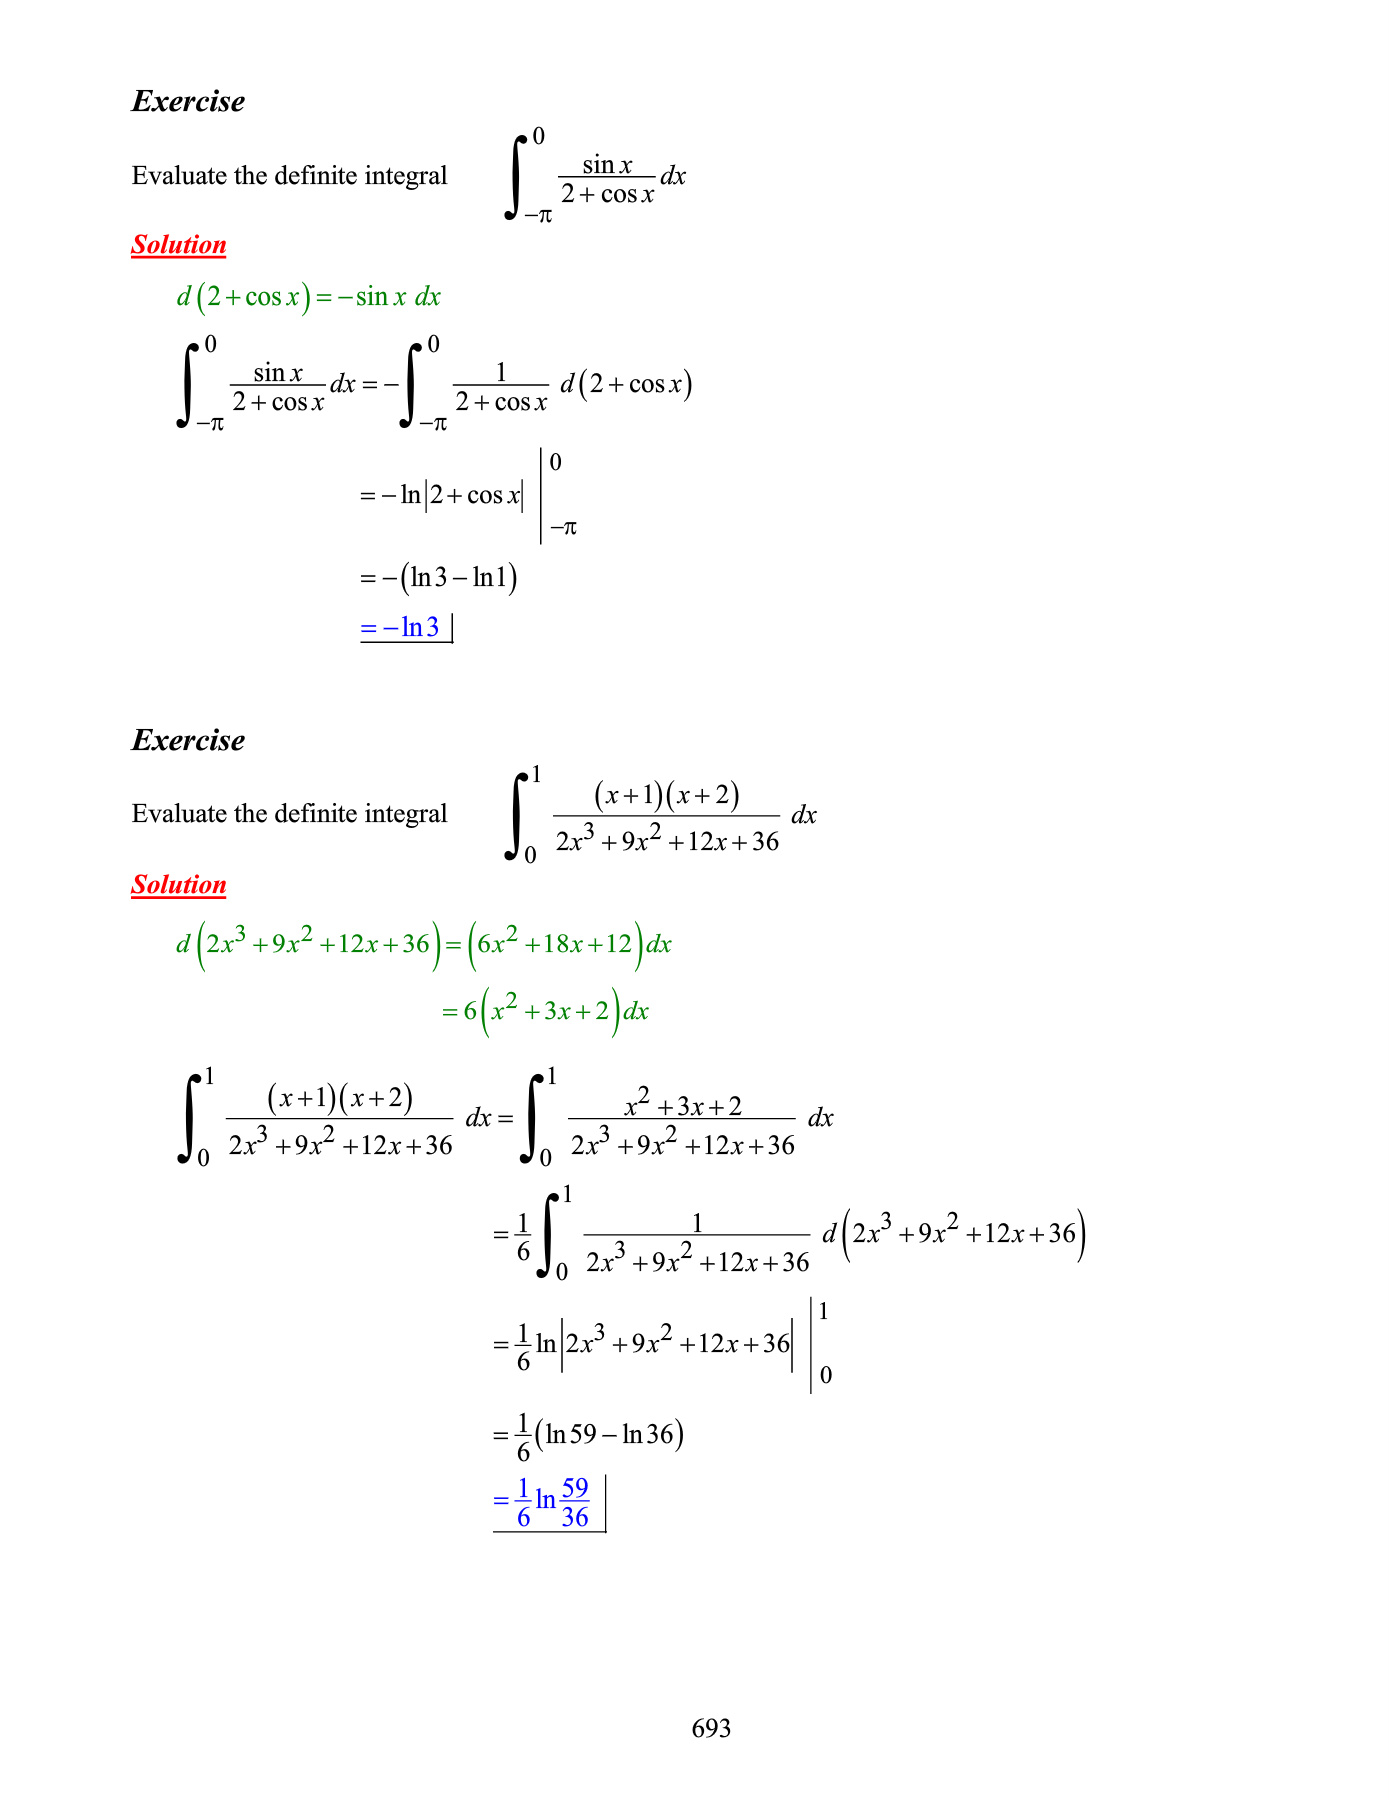 Exercise
Evaluate the definite integral $\int_{-\pi}^{0} \frac{\sin x}{2+\cos x} dx$
Solution
$d(2+\cos x) = -\sin x \, dx$
$\int_{-\pi}^{0} \frac{\sin x}{2+\cos x} dx = -\int_{-\pi}^{0} \frac{1}{2+\cos x} \, d(2+\cos x)$
$= -\ln|2+\cos x| \, \Big|_{-\pi}^{0}$
$= -(\ln 3 - \ln 1)$
$= -\ln 3$
Exercise
Evaluate the definite integral $\int_{0}^{1} \frac{(x+1)(x+2)}{2x^3+9x^2+12x+36} \, dx$
Solution
$d(2x^3+9x^2+12x+36) = (6x^2+18x+12)dx$
$= 6(x^2+3x+2)dx$
$\int_{0}^{1} \frac{(x+1)(x+2)}{2x^3+9x^2+12x+36} \, dx = \int_{0}^{1} \frac{x^2+3x+2}{2x^3+9x^2+12x+36} \, dx$
$= \frac{1}{6} \int_{0}^{1} \frac{1}{2x^3+9x^2+12x+36} \, d(2x^3+9x^2+12x+36)$
$= \frac{1}{6} \ln|2x^3+9x^2+12x+36| \, \Big|_{0}^{1}$
$= \frac{1}{6}(\ln 59 - \ln 36)$
$= \frac{1}{6} \ln \frac{59}{36}$
693